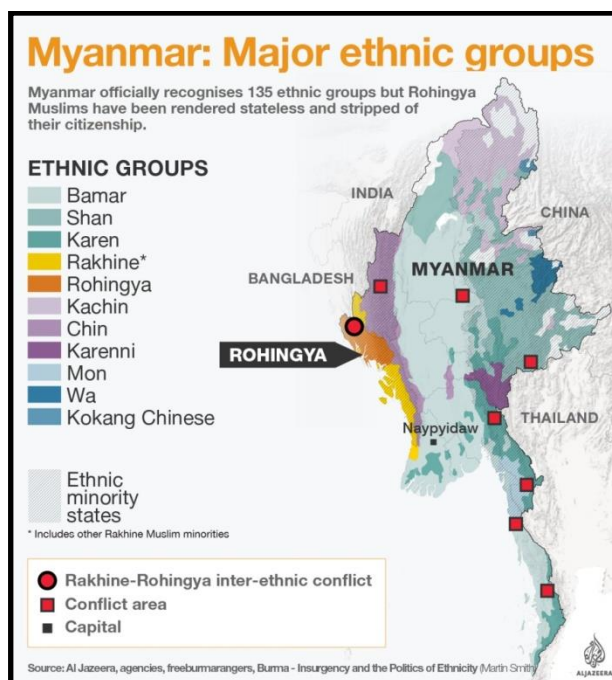 Myanmar: Major ethnic groups
Myanmar officially recognises 135 ethnic groups but Rohingya
Muslims have been rendered stateless and stripped of
their citizenship.
ETHNIC GROUPS
Bamar
Shan
Karen
Rakhine*
Rohingya
Kachin
Chin
Karenni
Mon
Wa
Kokang Chinese
Ethnic
minority
states
* Includes other Rakhine Muslim minorities
INDIA
CHINA
BANGLADESH
MYANMAR
ROHINGYA
THAILAND
Naypyidaw
Rakhine-Rohingya inter-ethnic conflict
Conflict area
Capital
Source: Al Jazeera, agencies, freeburmarangers, Burma - Insurgency and the Politics of Ethnicity (Martin Smith)
ALJAZEERA